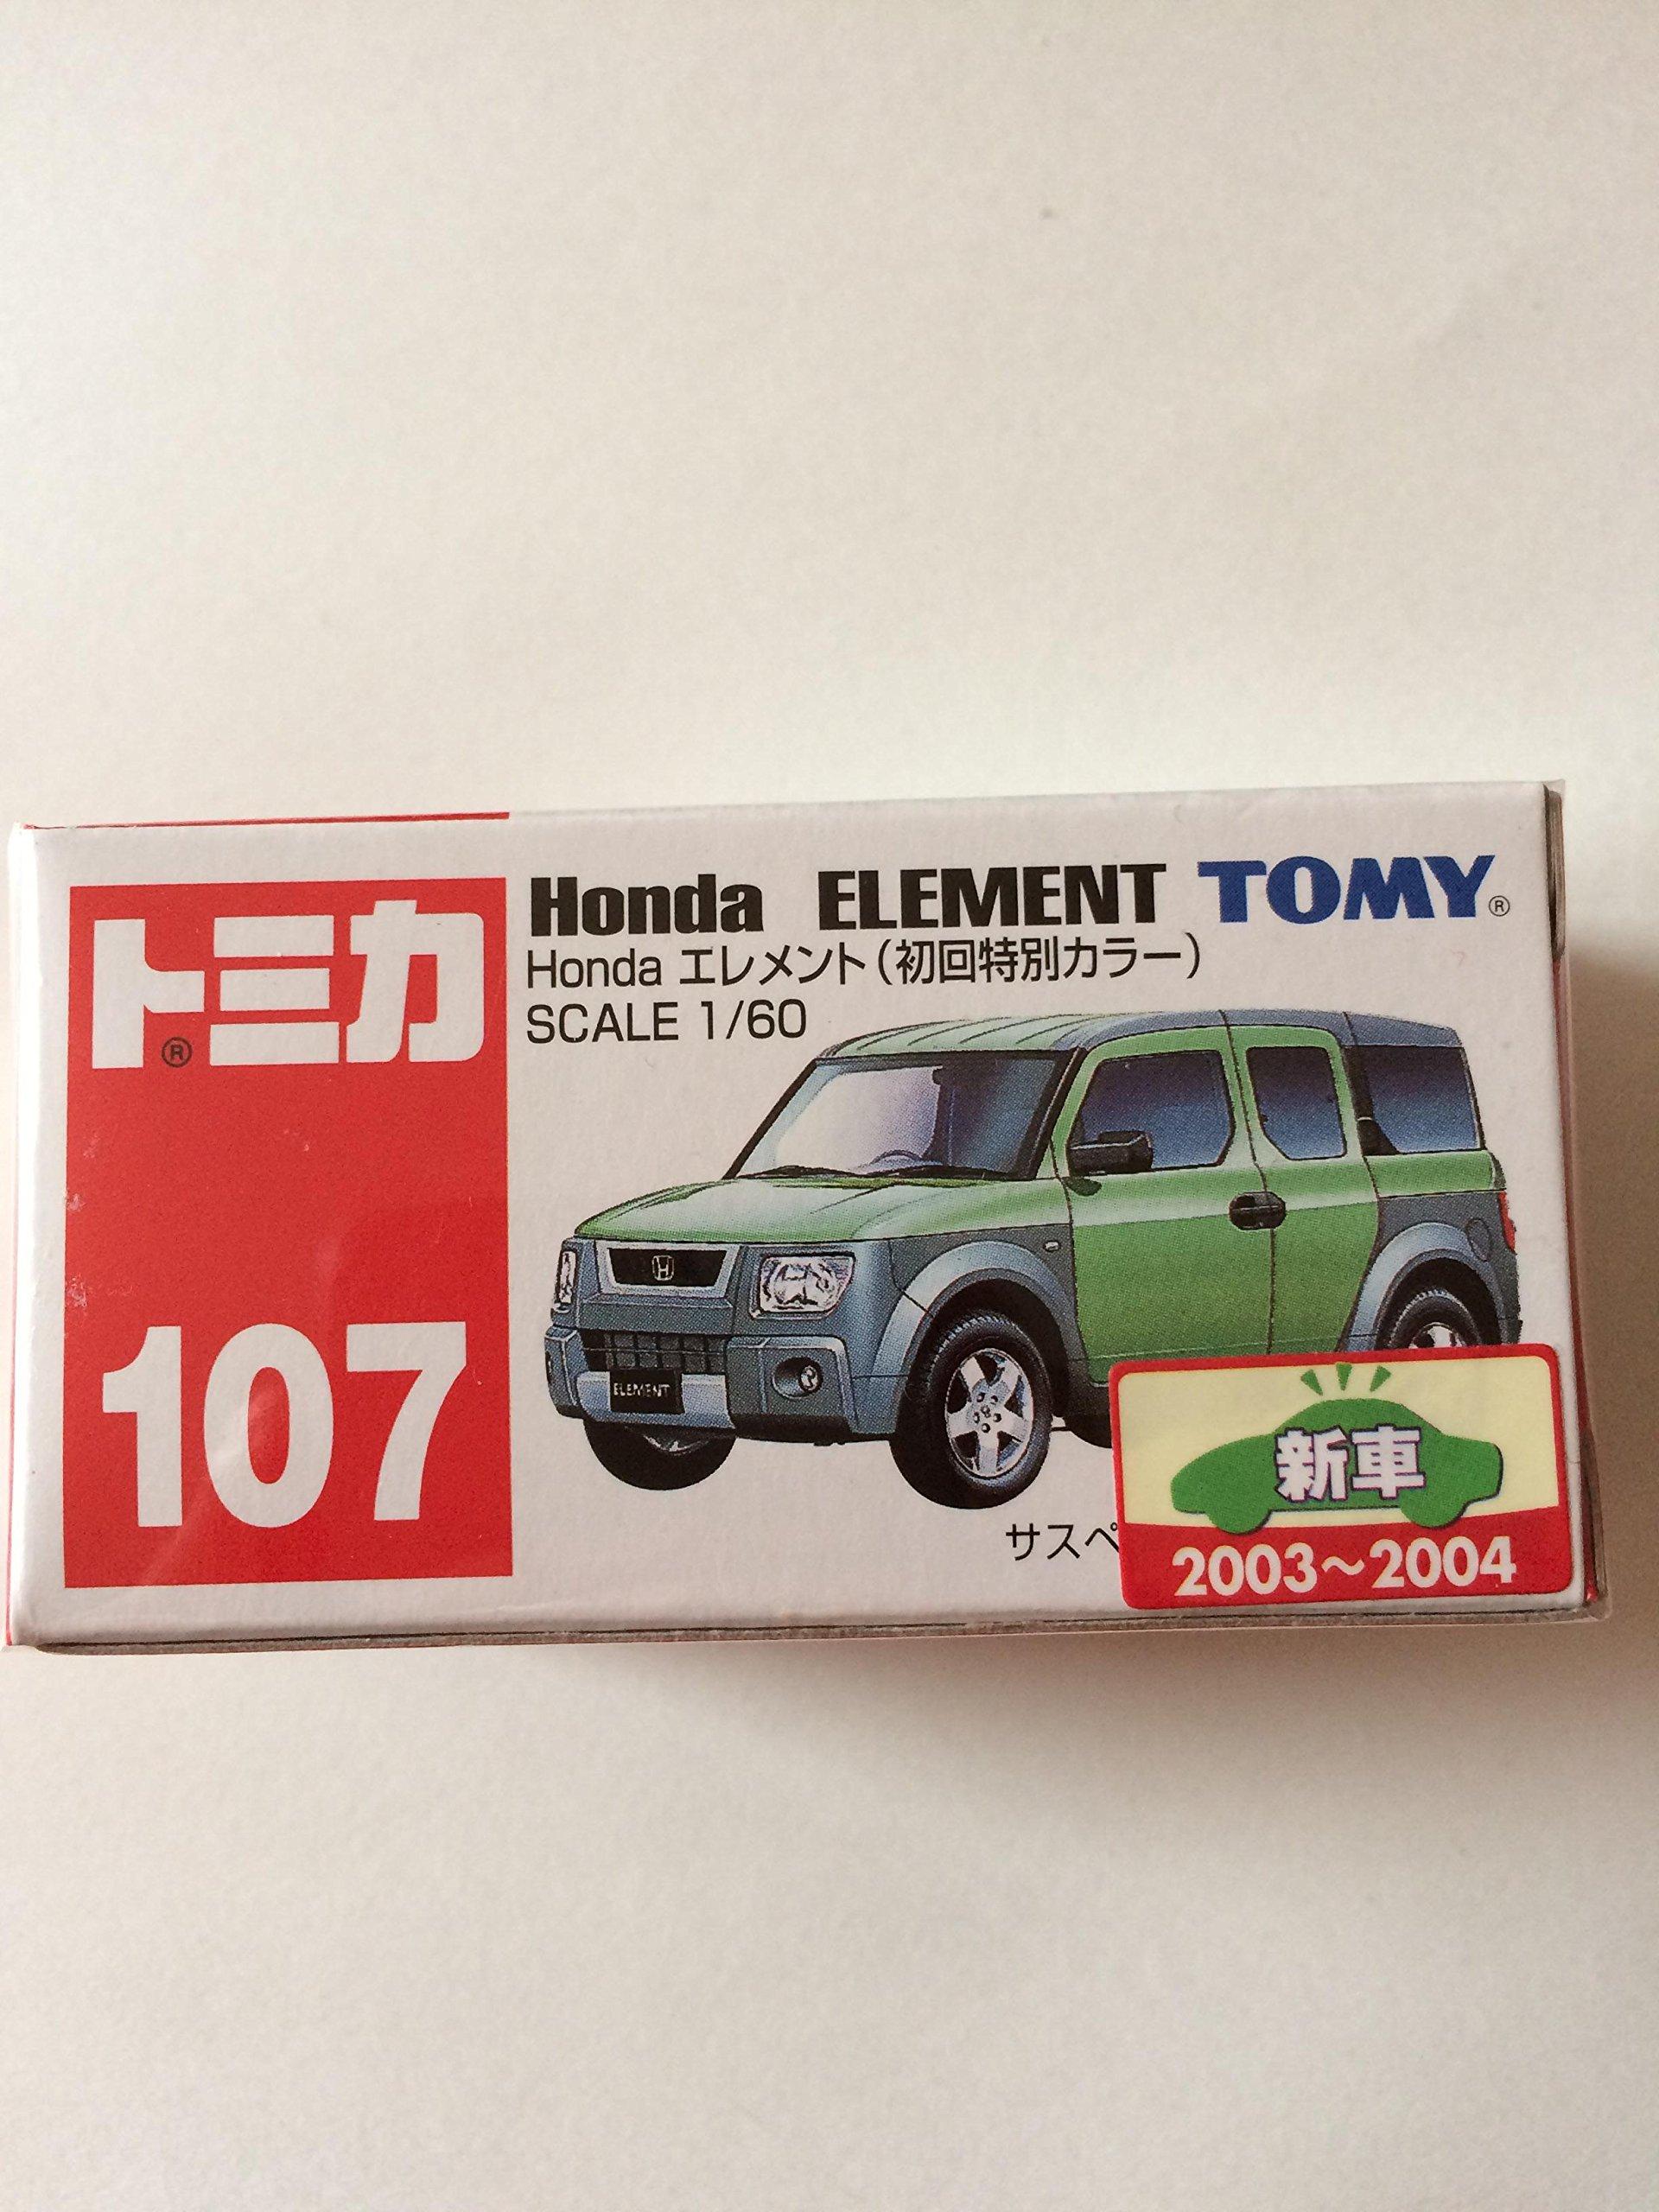 トミカ®
107
Honda ELEMENT TOMY®
Honda エレメント(初回特別カラー)
SCALE 1/60
ELEMENT
サスペ
新車
2003~2004